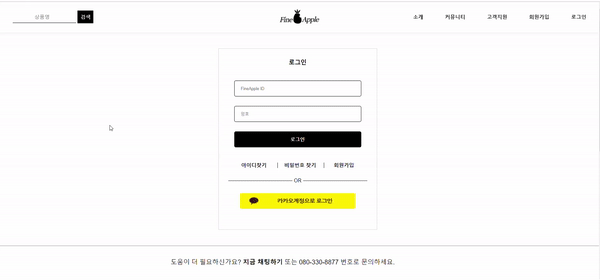 상품명 검색
Fine Apple
소개 커뮤니티 고객지원 회원가입 로그인
로그인
FineApple ID
암호
로그인
아이디찾기 | 비밀번호 찾기 | 회원가입
OR
카카오계정으로 로그인
도움이 더 필요하신가요? 지금 채팅하기 또는 080-330-8877 번호로 문의하세요.